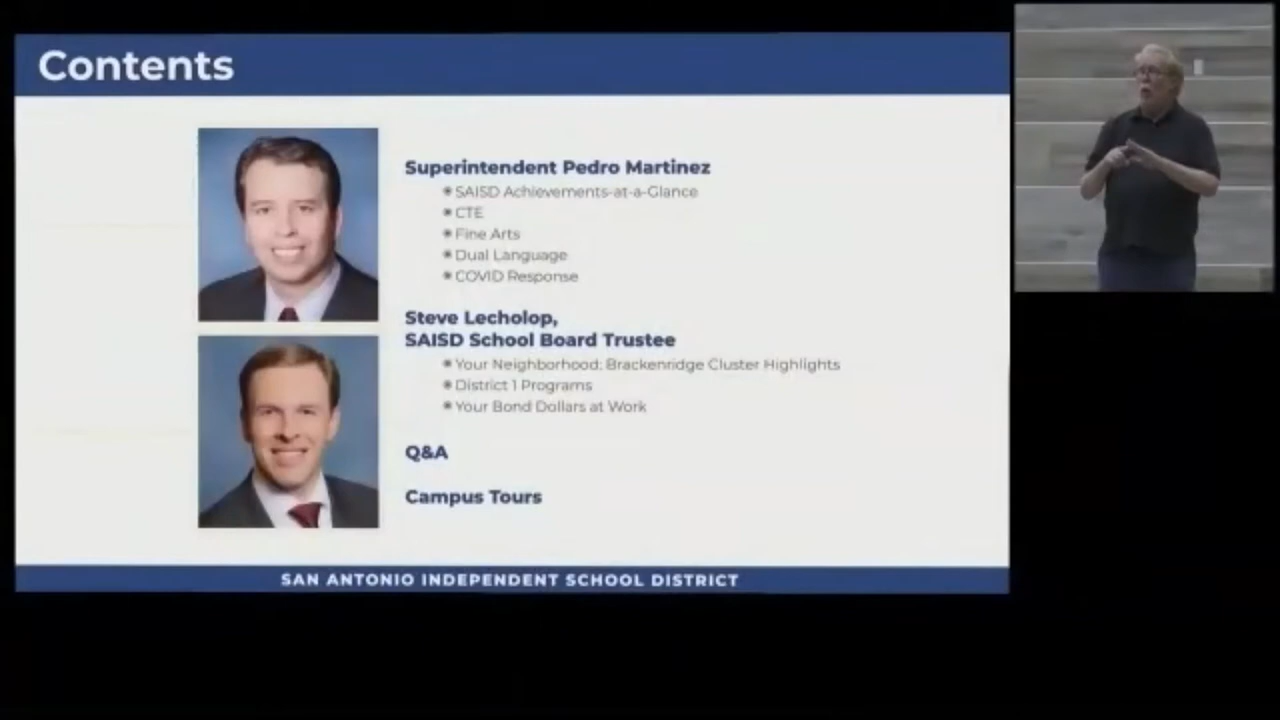 Contents
Superintendent Pedro Martinez
SAISD Achievements-at-a-Glance
CTE
Fine Arts
Dual Language
COVID Response
Steve Lecholop,
SAISD School Board Trustee
Your Neighborhood: Brackenridge Cluster Highlights
District 1 Programs
Your Bond Dollars at Work
Q&A
Campus Tours
SAN ANTONIO INDEPENDENT SCHOOL DISTRICT